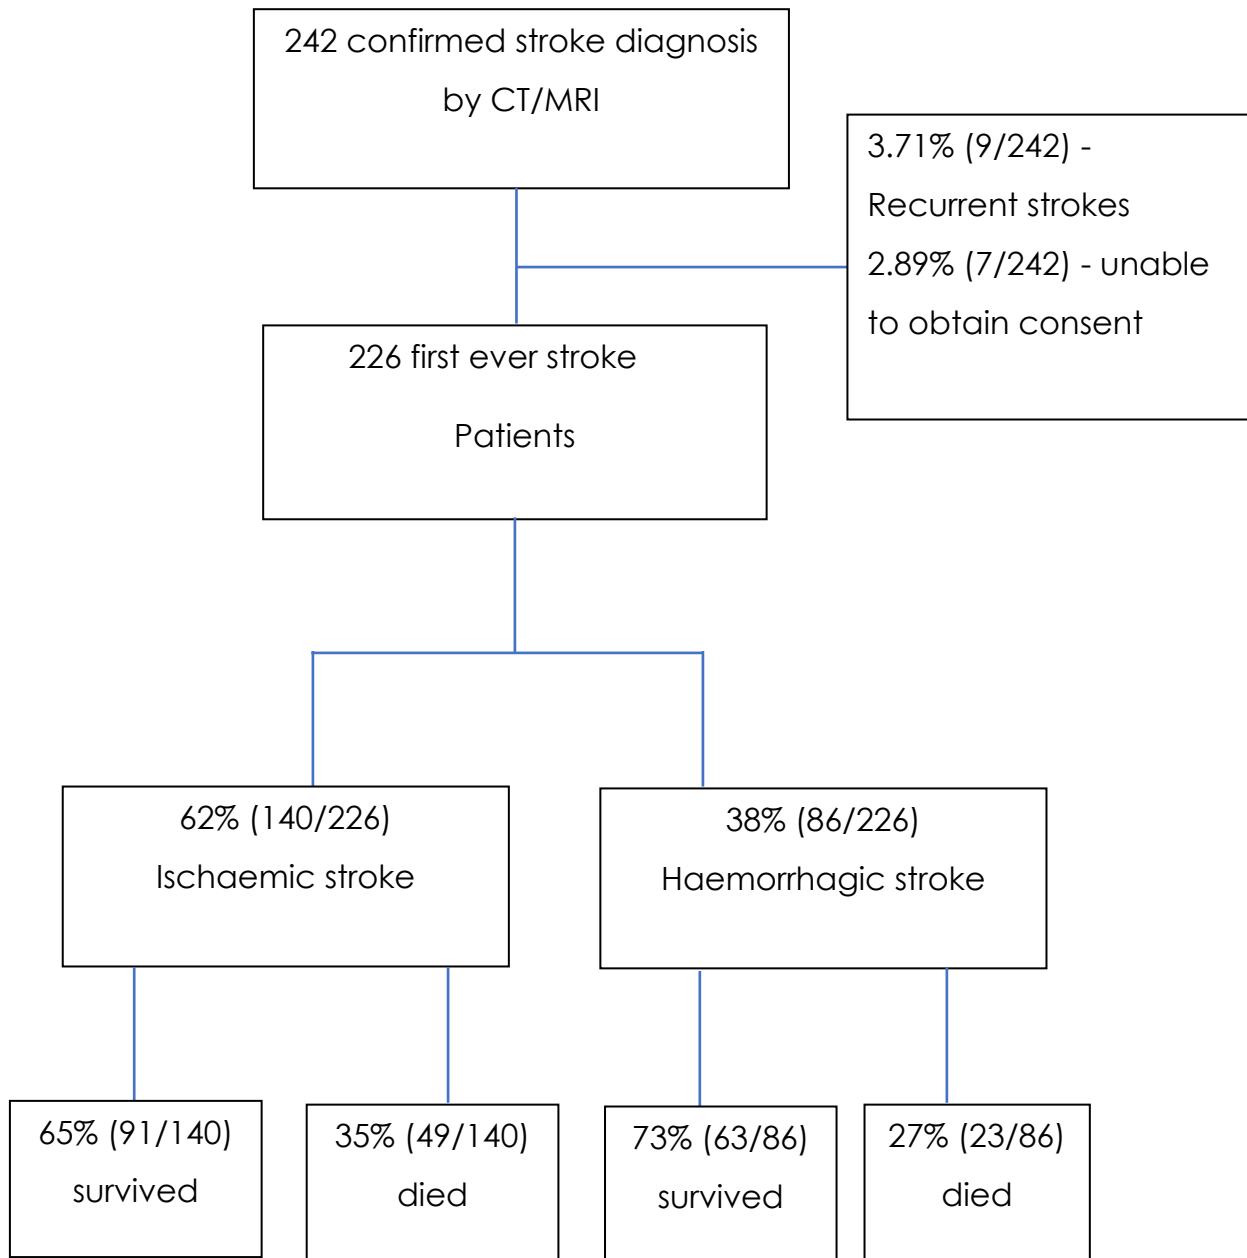 242 confirmed stroke diagnosis
by CT/MRI
3.71% (9/242) -
Recurrent strokes
2.89% (7/242) - unable
to obtain consent
226 first ever stroke
Patients
62% (140/226)
Ischaemic stroke
38% (86/226)
Haemorrhagic stroke
65% (91/140)
survived
35% (49/140)
died
73% (63/86)
survived
27% (23/86)
died